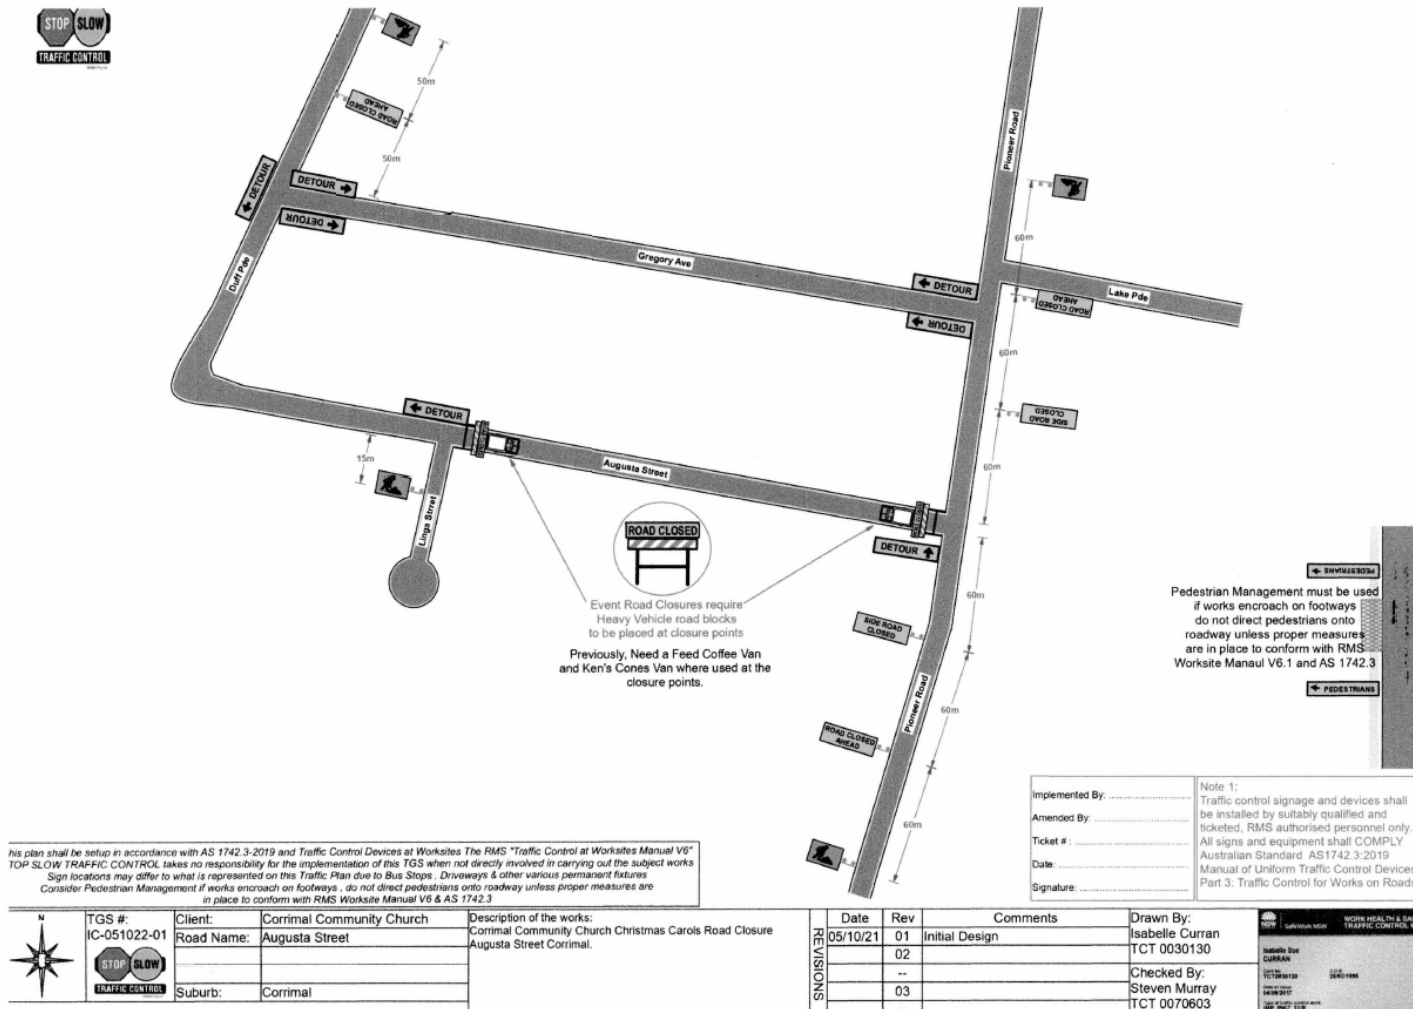 STOP SLOW
TRAFFIC CONTROL
50m
ROAD CLOSED
AHEAD
50m
DETOUR
DETOUR
DETOUR
Duff Pde
Gregory Ave
Pioneer Road
60m
DETOUR
DETOUR
Lake Pde
ROAD CLOSED
AHEAD
60m
SIDE ROAD
CLOSED
60m
DETOUR
15m
Linga Strret
Augusta Street
ROAD CLOSED
DETOUR
Event Road Closures require
Heavy Vehicle road blocks
to be placed at closure points
Previously, Need a Feed Coffee Van
and Ken's Cones Van where used at the
closure points.
60m
SIDE ROAD
CLOSED
60m
Pioneer Road
ROAD CLOSED
AHEAD
60m
PEDESTRIANS
Pedestrian Management must be used
if works encroach on footways
do not direct pedestrians onto
roadway unless proper measures
are in place to conform with RMS
Worksite Manaul V6.1 and AS 1742.3
PEDESTRIANS
Implemented By:
Amended By:
Ticket # :
Date:
Signature:
Note 1:
Traffic control signage and devices shall
be installed by suitably qualified and
ticketed, RMS authorised personnel only.
All signs and equipment shall COMPLY
Australian Standard AS1742.3:2019
Manual of Uniform Traffic Control Devices
Part 3: Traffic Control for Works on Roads
his plan shall be setup in accordance with AS 1742.3-2019 and Traffic Control Devices at Worksites The RMS "Traffic Control at Worksites Manual V6"
TOP SLOW TRAFFIC CONTROL takes no responsibility for the implementation of this TGS when not directly involved in carrying out the subject works
Sign locations may differ to what is represented on this Traffic Plan due to Bus Stops , Driveways & other various permanent fixtures
Consider Pedestrian Management if works encroach on footways , do not direct pedestrians onto roadway unless proper measures are
in place to conform with RMS Worksite Manual V6 & AS 1742.3
N
TGS #:
IC-051022-01
STOP SLOW
TRAFFIC CONTROL
Client: Corrimal Community Church
Road Name: Augusta Street
Suburb: Corrimal
Description of the works:
Corrimal Community Church Christmas Carols Road Closure
Augusta Street Corrimal.
REVISIONS
Date Rev Comments
05/10/21 01 Initial Design
02
--
03
Drawn By:
Isabelle Curran
TCT 0030130
Checked By:
Steven Murray
TCT 0070603
SafeWork NSW
WORK HEALTH & SA
TRAFFIC CONTROL W
Isabelle Sue
CURRAN